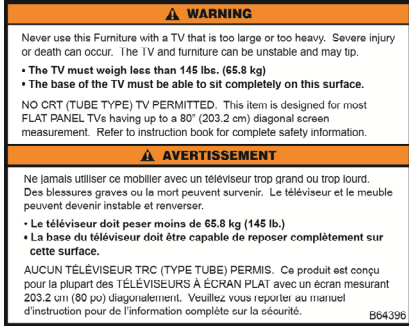 WARNING
Never use this Furniture with a TV that is too large or too heavy. Severe injury
or death can occur. The TV and furniture can be unstable and may tip.
• The TV must weigh less than 145 lbs. (65.8 kg)
• The base of the TV must be able to sit completely on this surface.
NO CRT (TUBE TYPE) TV PERMITTED. This item is designed for most
FLAT PANEL TVs having up to a 80" (203.2 cm) diagonal screen
measurement. Refer to instruction book for complete safety information.
AVERTISSEMENT
Ne jamais utiliser ce mobilier avec un téléviseur trop grand ou trop lourd.
Des blessures graves ou la mort peuvent survenir. Le téléviseur et le meuble
peuvent devenir instable et renverser.
• Le téléviseur doit peser moins de 65.8 kg (145 lb.)
• La base du téléviseur doit être capable de reposer complètement sur
cette surface.
AUCUN TÉLÉVISEUR TRC (TYPE TUBE) PERMIS. Ce produit est conçu
pour la plupart des TÉLÉVISEURS À ÉCRAN PLAT avec un écran mesurant
203.2 cm (80 po) diagonalement. Veuillez vous reporter au manuel
d'instruction pour de l'information complète sur la sécurité.
B64396